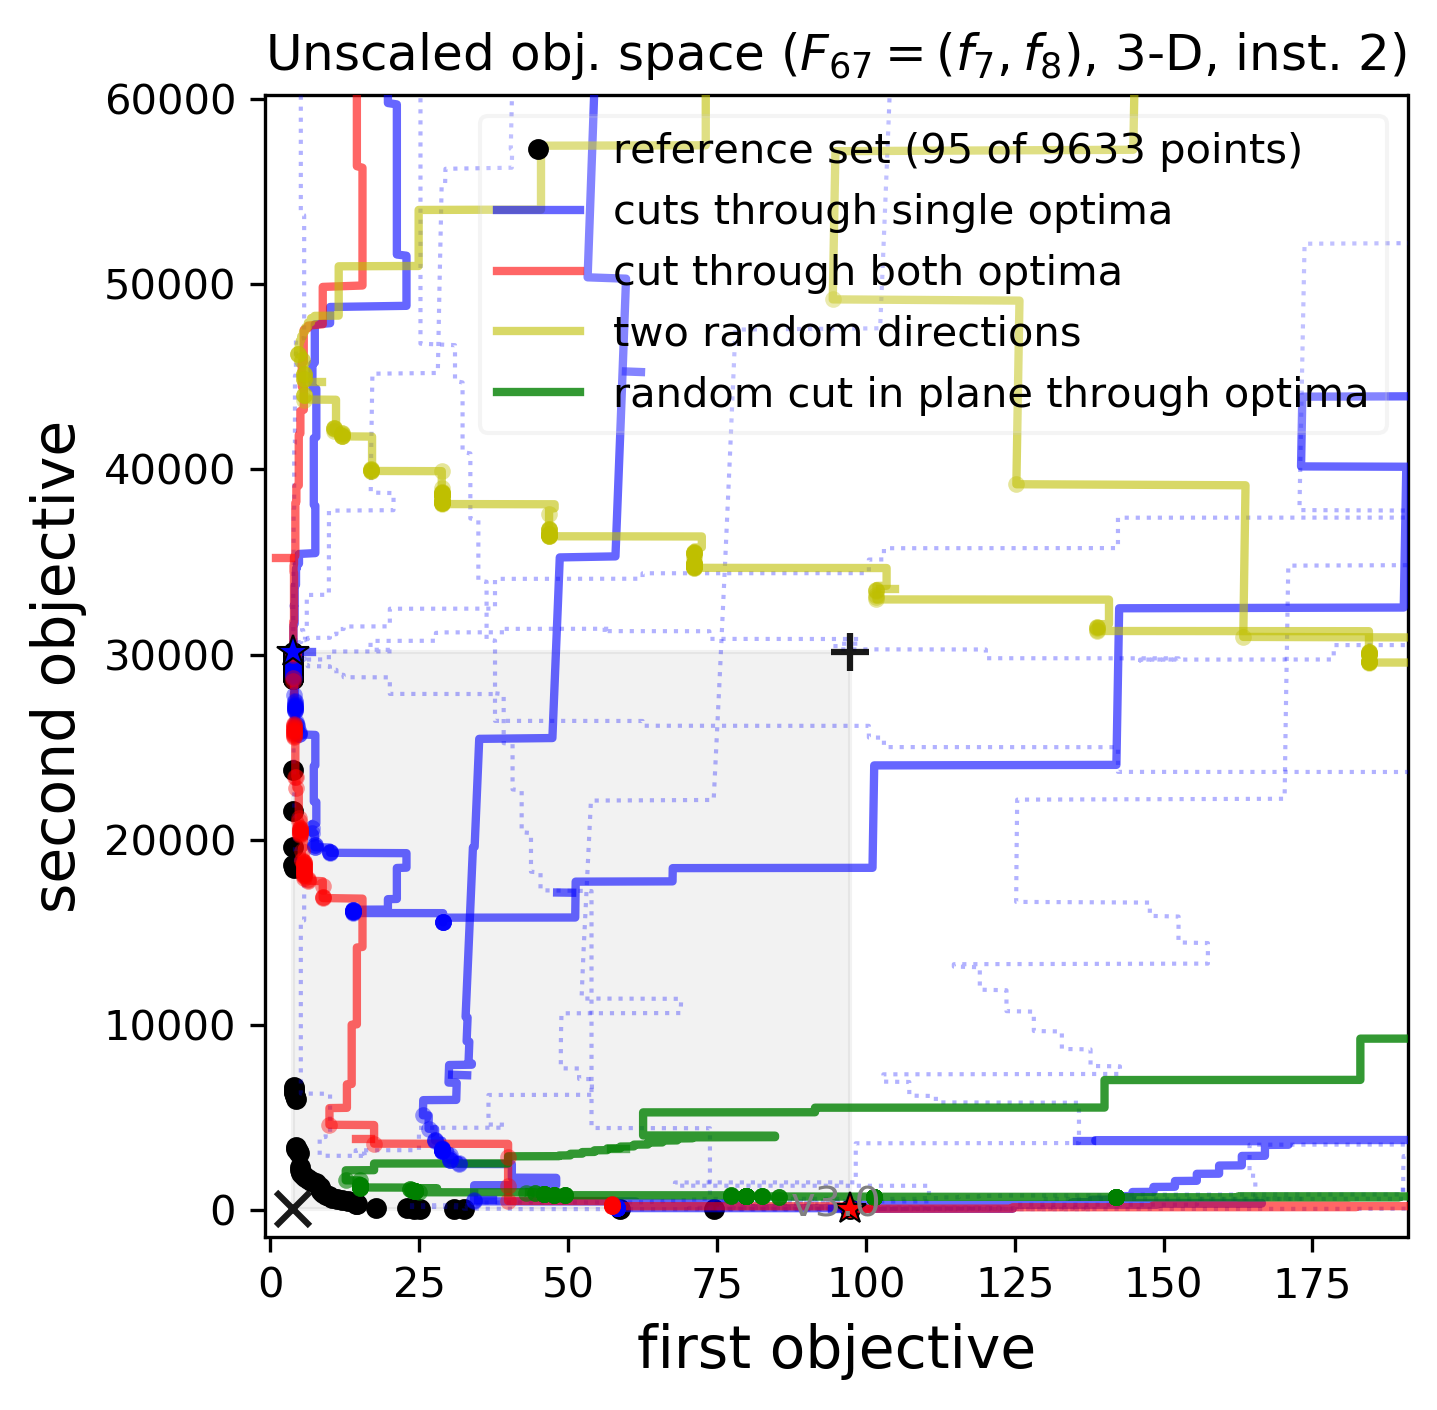 Unscaled obj. space (F67 = (f7, f8), 3-D, inst. 2)
60000
50000
40000
30000
20000
10000
0
second objective
reference set (95 of 9633 points)
cuts through single optima
cut through both optima
two random directions
random cut in plane through optima
v3.0
0 25 50 75 100 125 150 175
first objective